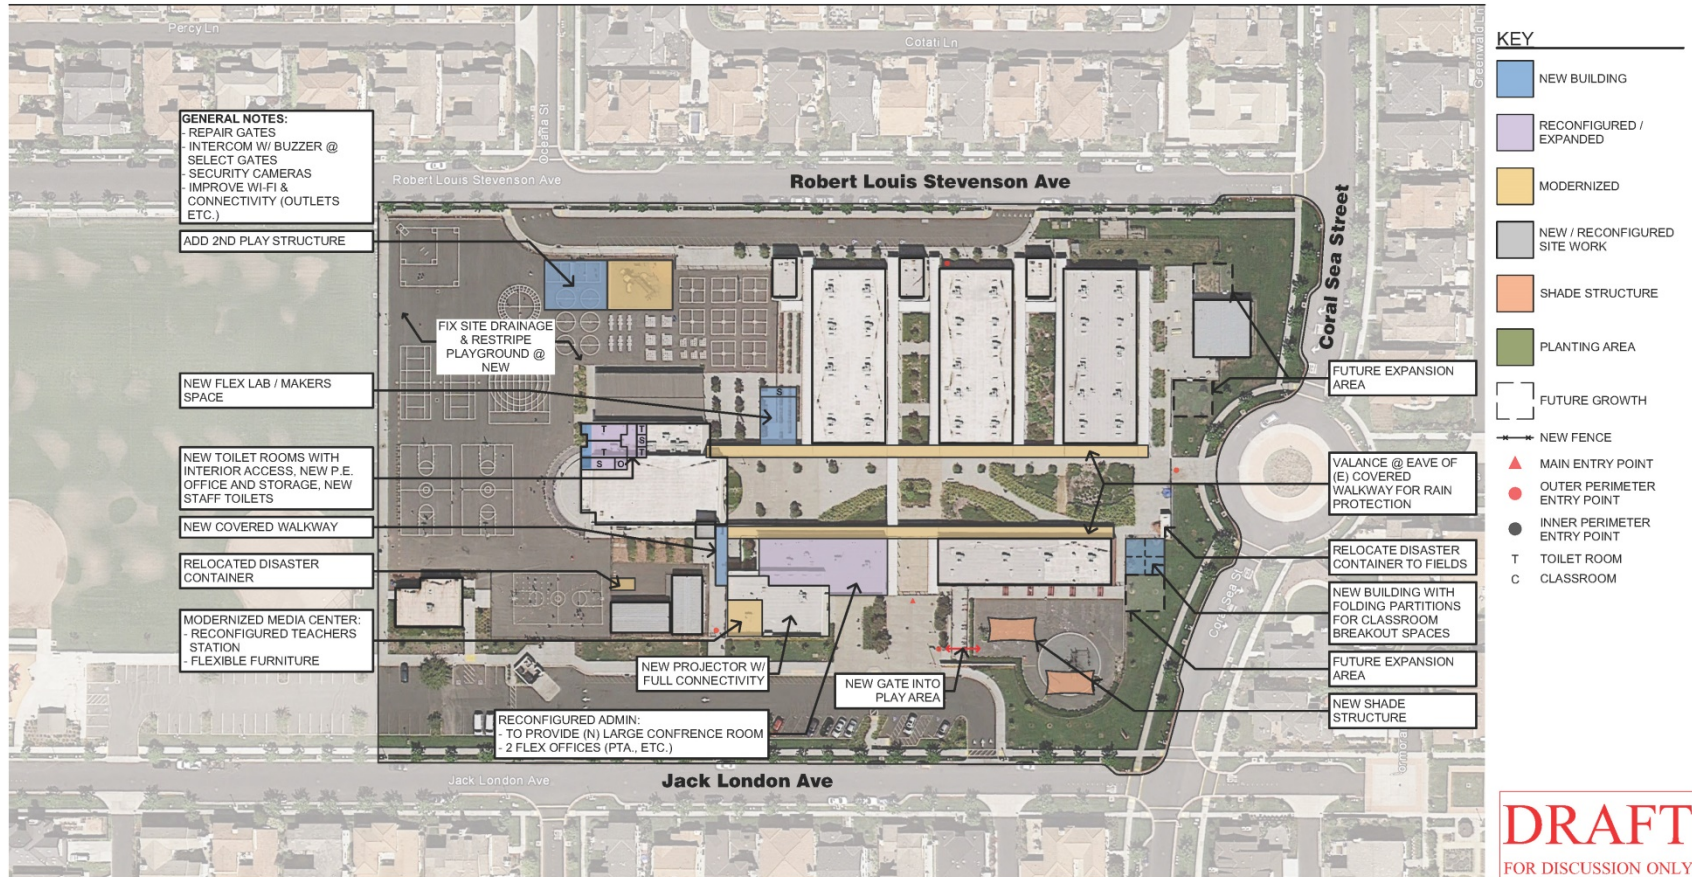 Percy Ln
Cotati Ln
Greenwald Ln
Oceana St
Robert Louis Stevenson Ave
Robert Louis Stevenson Ave
Coral Sea Street
GENERAL NOTES:
- REPAIR GATES
- INTERCOM W/ BUZZER @
SELECT GATES
- SECURITY CAMERAS
- IMPROVE WI-FI &
CONNECTIVITY (OUTLETS
ETC.)
ADD 2ND PLAY STRUCTURE
FIX SITE DRAINAGE
& RESTRIPE
PLAYGROUND @
NEW
NEW FLEX LAB / MAKERS
SPACE
NEW TOILET ROOMS WITH
INTERIOR ACCESS, NEW P.E.
OFFICE AND STORAGE, NEW
STAFF TOILETS
NEW COVERED WALKWAY
RELOCATED DISASTER
CONTAINER
MODERNIZED MEDIA CENTER:
- RECONFIGURED TEACHERS
STATION
- FLEXIBLE FURNITURE
S
T
T
S
T
T
S
O
NEW PROJECTOR W/
FULL CONNECTIVITY
NEW GATE INTO
PLAY AREA
RECONFIGURED ADMIN:
- TO PROVIDE (N) LARGE CONFRENCE ROOM
- 2 FLEX OFFICES (PTA., ETC.)
FUTURE EXPANSION
AREA
VALANCE @ EAVE OF
(E) COVERED
WALKWAY FOR RAIN
PROTECTION
RELOCATE DISASTER
CONTAINER TO FIELDS
NEW BUILDING WITH
FOLDING PARTITIONS
FOR CLASSROOM
BREAKOUT SPACES
FUTURE EXPANSION
AREA
NEW SHADE
STRUCTURE
Coral Sea St
Jack London Ave
Jack London Ave
KEY
NEW BUILDING
RECONFIGURED /
EXPANDED
MODERNIZED
NEW / RECONFIGURED
SITE WORK
SHADE STRUCTURE
PLANTING AREA
FUTURE GROWTH
NEW FENCE
MAIN ENTRY POINT
OUTER PERIMETER
ENTRY POINT
INNER PERIMETER
ENTRY POINT
T TOILET ROOM
C CLASSROOM
DRAFT
FOR DISCUSSION ONLY